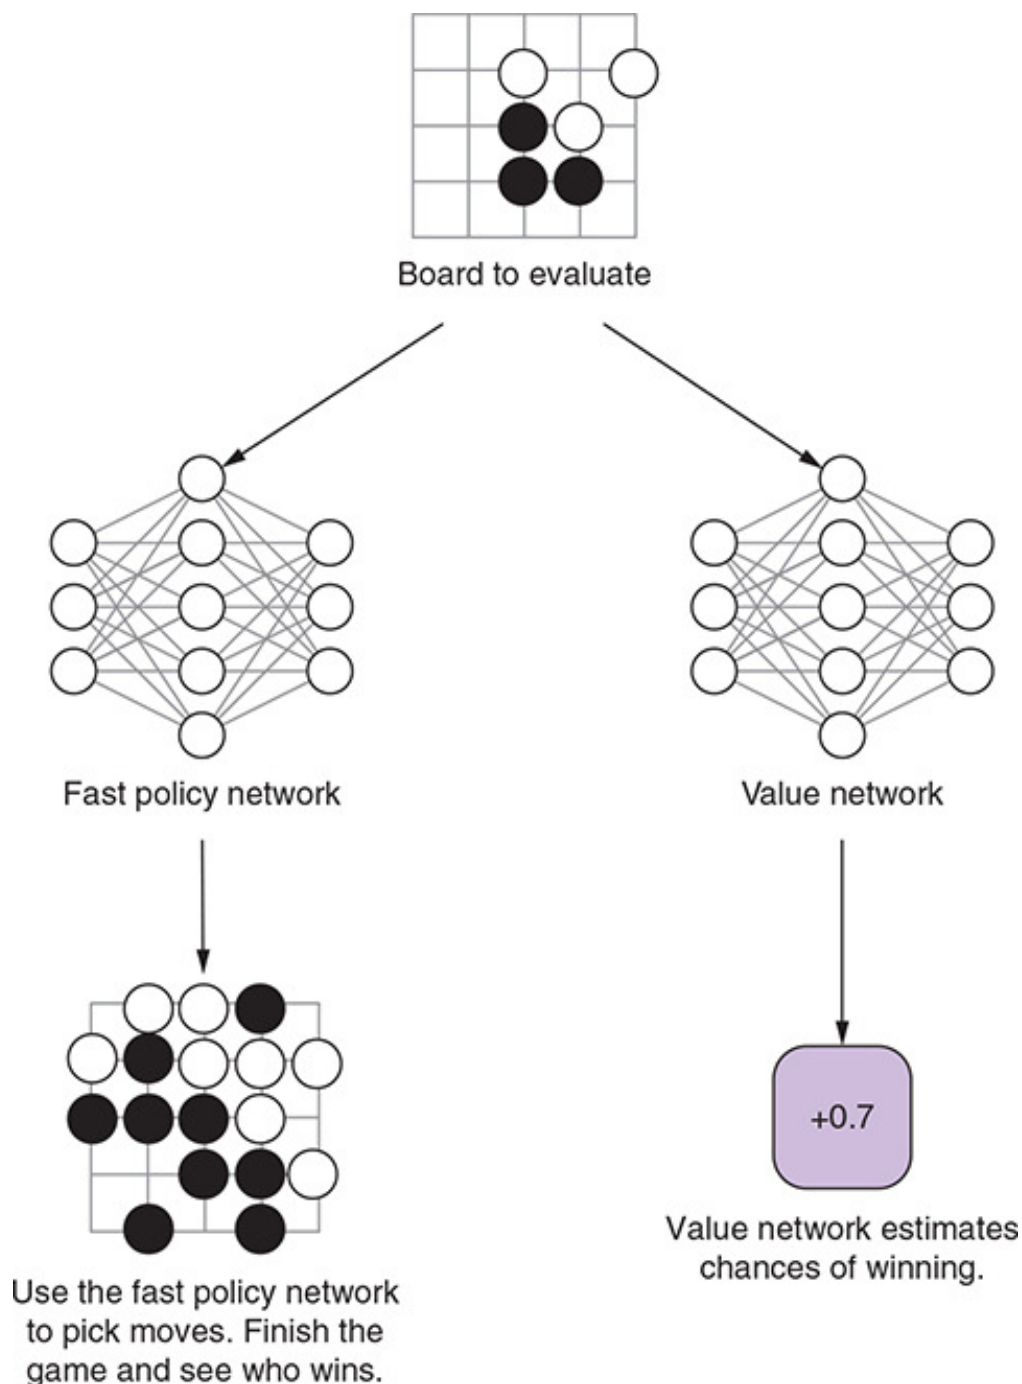 Board to evaluate
Fast policy network
Value network
+0.7
Value network estimates
chances of winning.
Use the fast policy network
to pick moves. Finish the
game and see who wins.